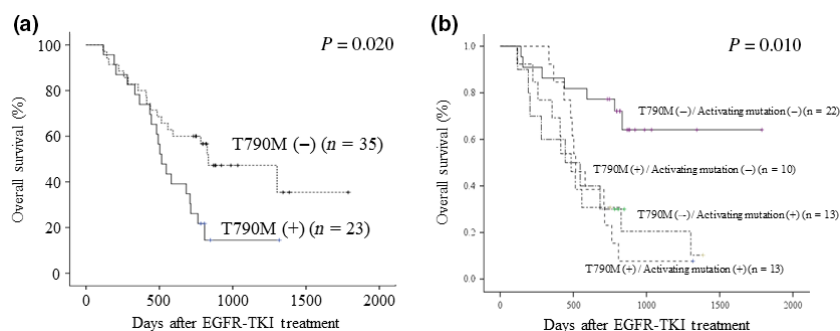 (a)
P = 0.020
100
80
60
40
20
0
Overall survival (%)
T790M (−) (n = 35)
T790M (+) (n = 23)
0 500 1000 1500 2000
Days after EGFR-TKI treatment
(b)
P = 0.010
1.0
0.8
0.6
0.4
0.2
0.0
Overall survival (%)
T790M (−) / Activating mutation (−) (n = 22)
T790M (+) / Activating mutation (−) (n = 10)
T790M (−) / Activating mutation (+) (n = 13)
T790M (+) / Activating mutation (+) (n = 13)
0 500 1000 1500 2000
Days after EGFR-TKI treatment